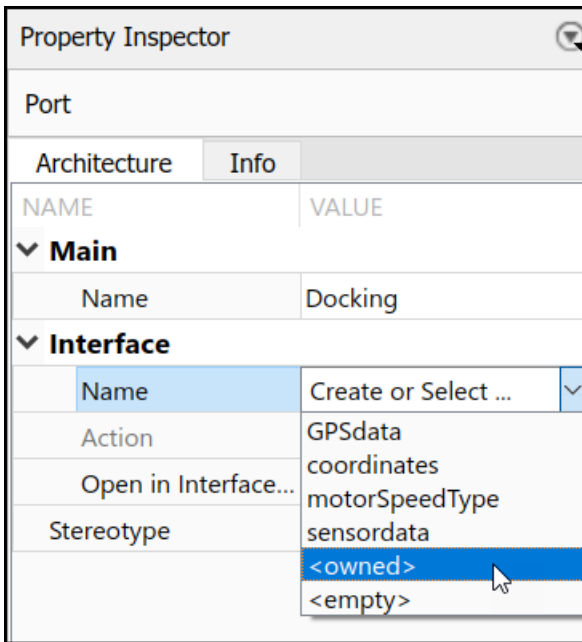 Property Inspector
Port
Architecture Info
NAME VALUE
Main
Name Docking
Interface
Name Create or Select ...
GPSdata
Action
coordinates
Open in Interface...
motorSpeedType
Stereotype
sensordata
<owned>
<empty>